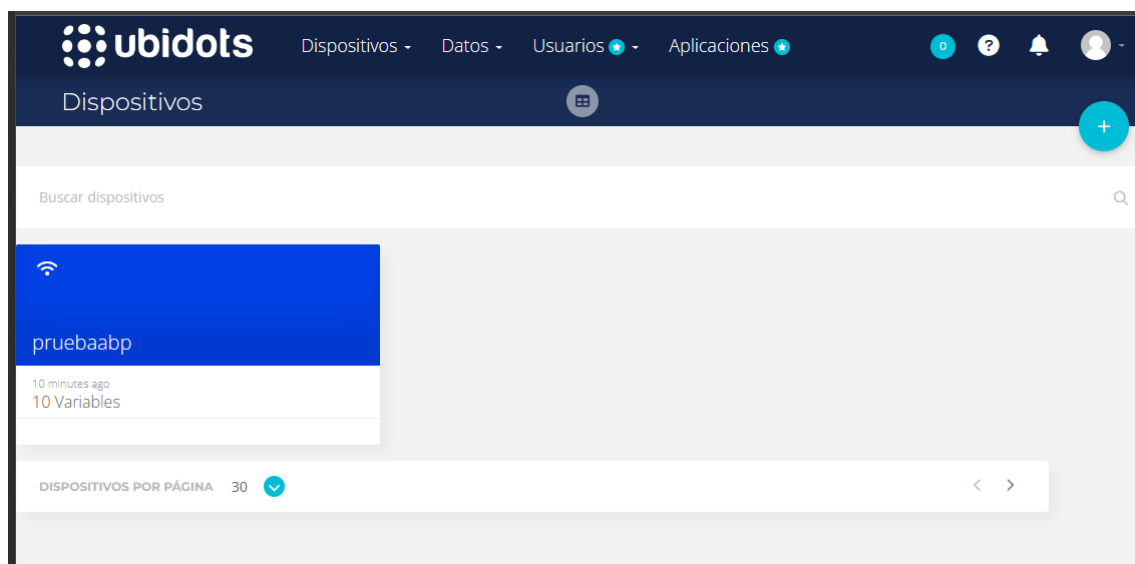 ubidots Dispositivos Datos Usuarios Aplicaciones 0 ?
Dispositivos
+
Buscar dispositivos
pruebaabp
10 minutes ago
10 Variables
DISPOSITIVOS POR PÁGINA 30